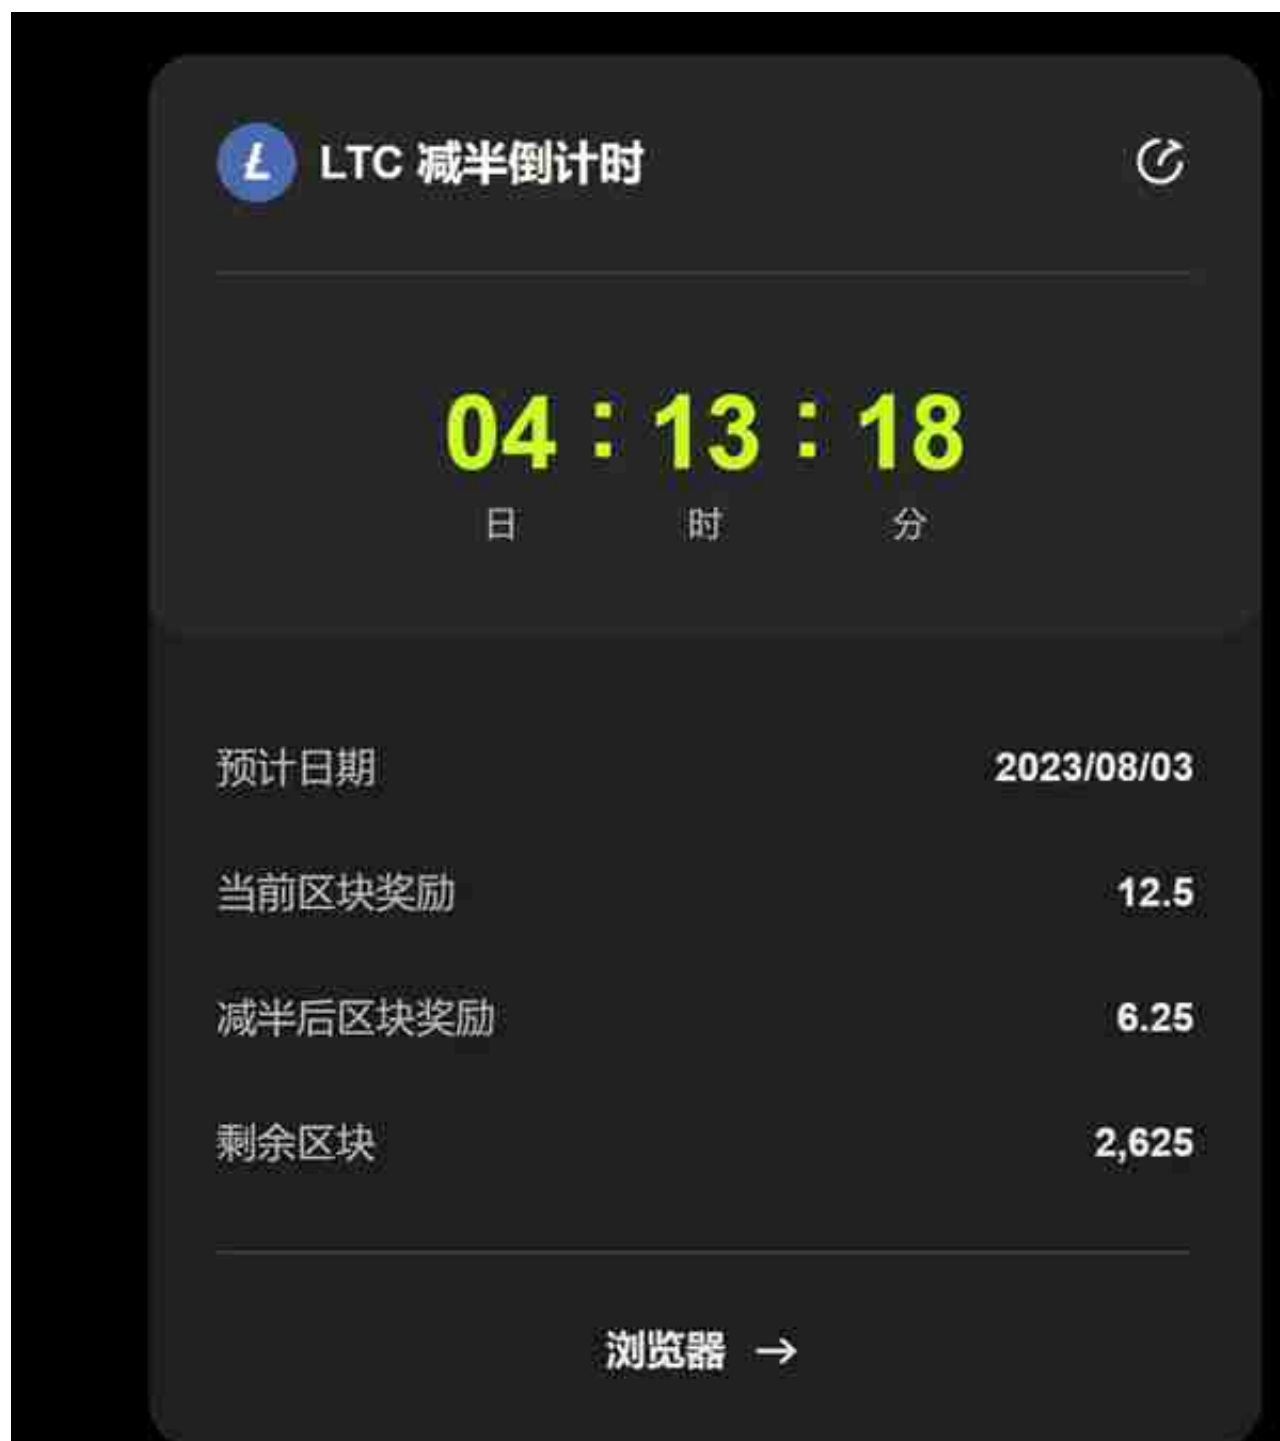 LTC 减半倒计时
04 : 13 : 18
日 时 分
预计日期 2023/08/03
当前区块奖励 12.5
减半后区块奖励 6.25
剩余区块 2,625
浏览器 →